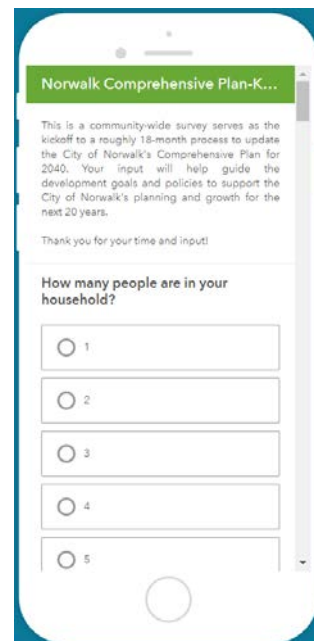 Norwalk Comprehensive Plan-K...
This is a community-wide survey serves as the
kickoff to a roughly 18-month process to update
the City of Norwalk's Comprehensive Plan for
2040. Your input will help guide the
development goals and policies to support the
City of Norwalk's planning and growth for the
next 20 years.
Thank you for your time and input!
How many people are in your
household?
1
2
3
4
5